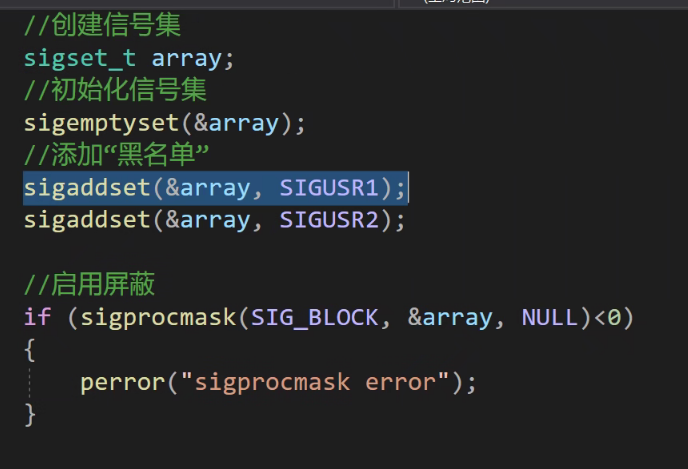 //创建信号集
sigset_t array;
//初始化信号集
sigemptyset(&array);
//添加“黑名单”
sigaddset(&array, SIGUSR1);
sigaddset(&array, SIGUSR2);
//启用屏蔽
if (sigprocmask(SIG_BLOCK, &array, NULL)<0)
{
perror("sigprocmask error");
}